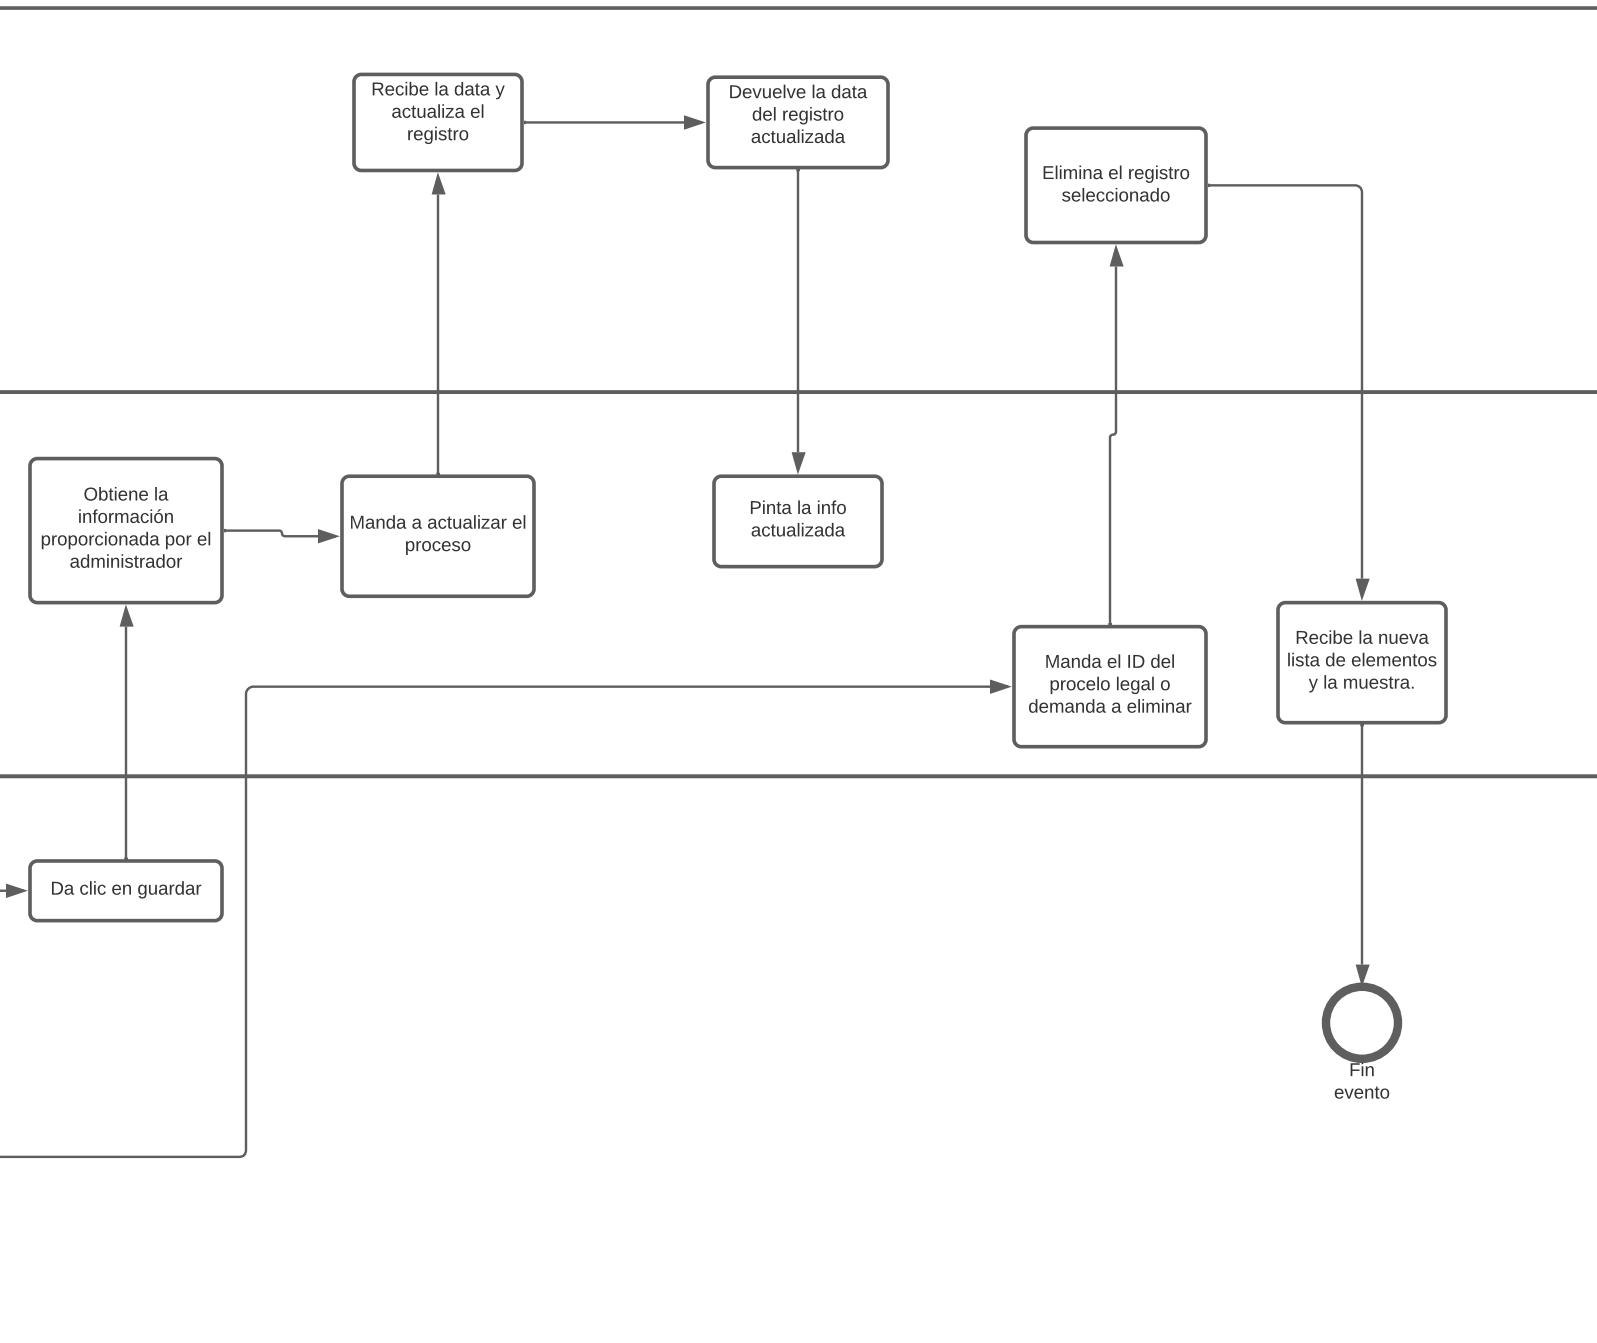 Recibe la data y
actualiza el
registro
Devuelve la data
del registro
actualizada
Elimina el registro
seleccionado
Obtiene la
información
proporcionada por el
administrador
Manda a actualizar el
proceso
Pinta la info
actualizada
Manda el ID del
procelo legal o
demanda a eliminar
Recibe la nueva
lista de elementos
y la muestra.
Da clic en guardar
Fin
evento